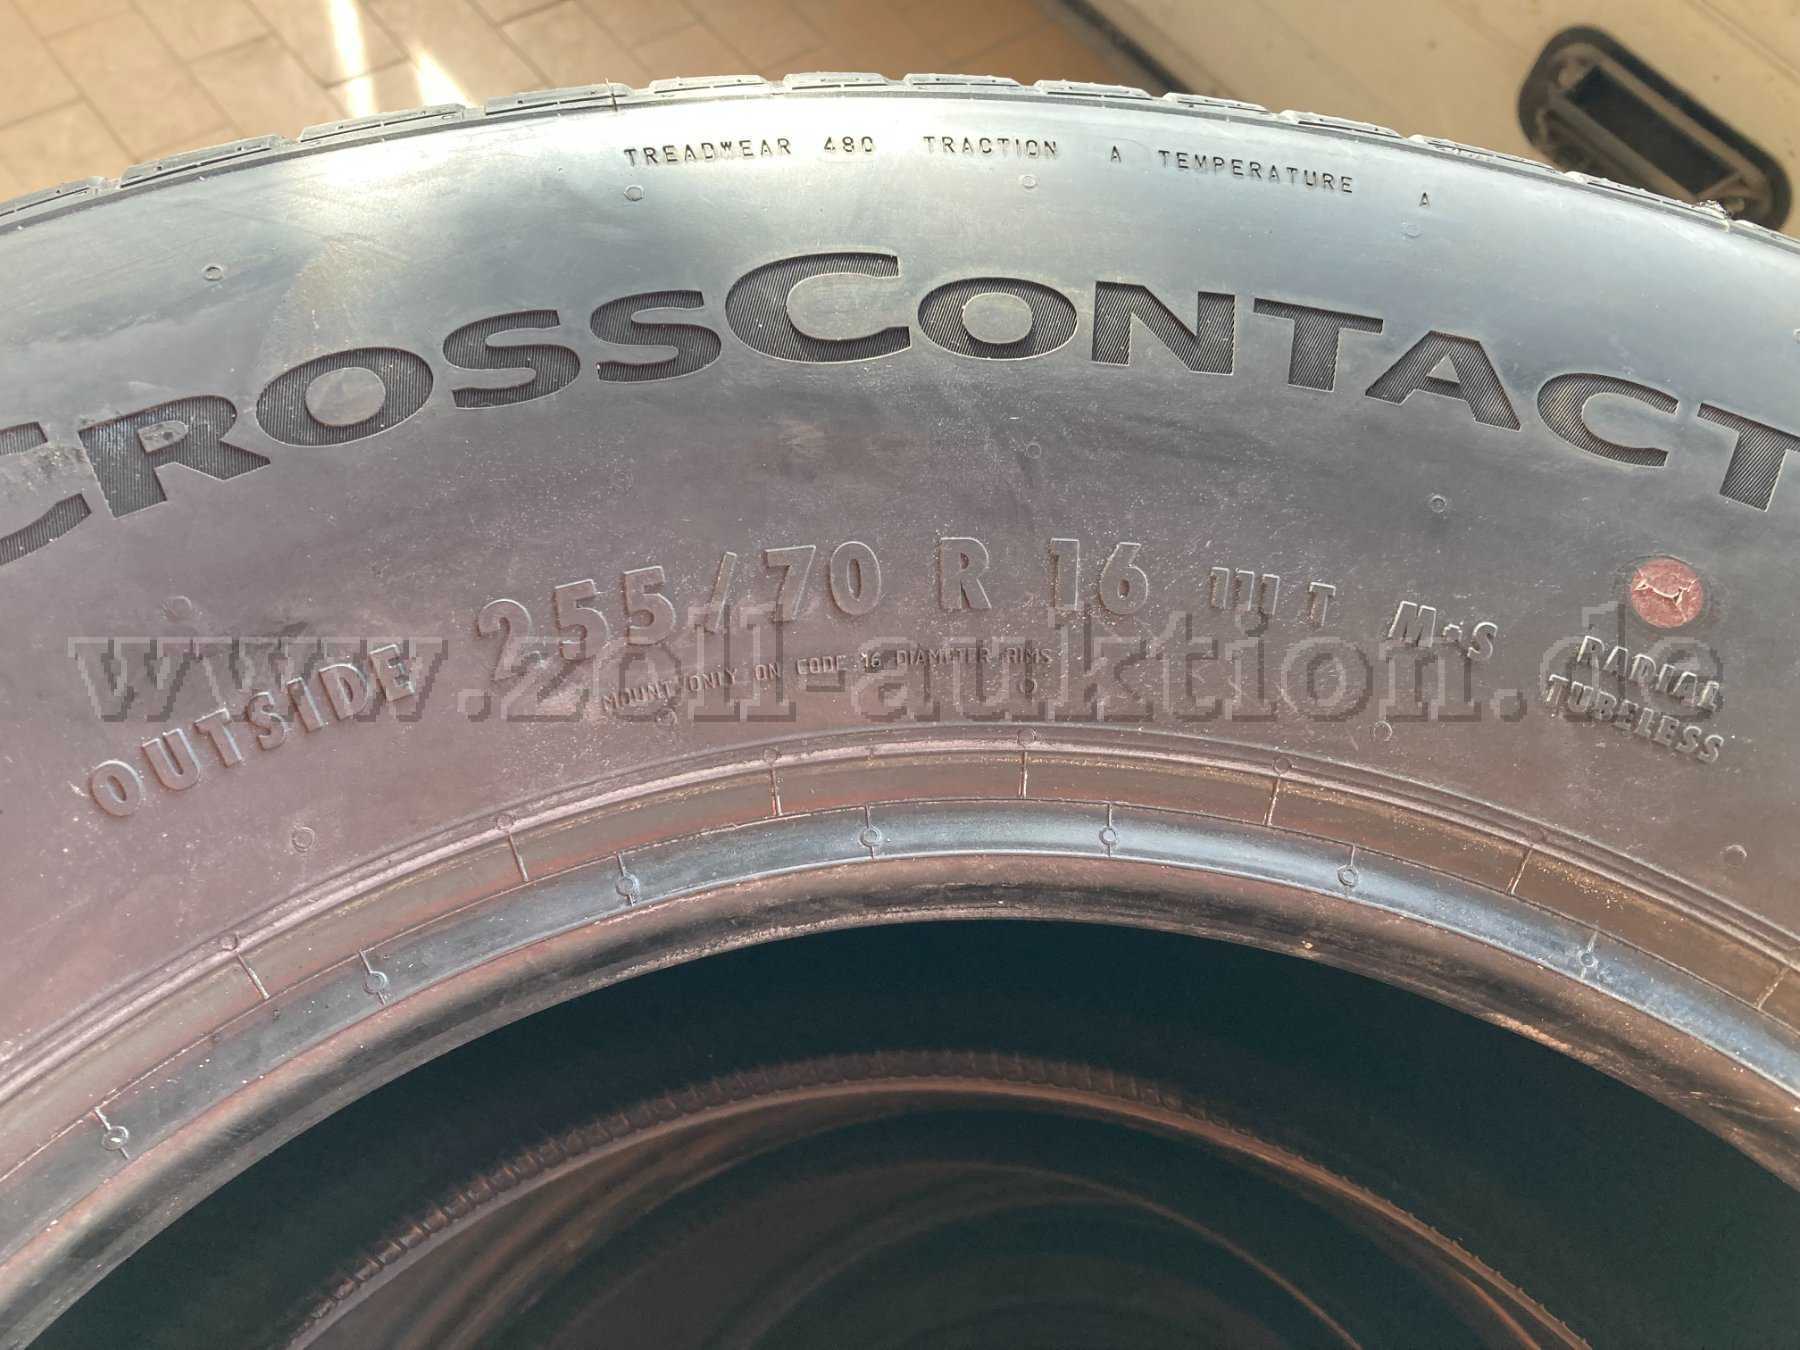 TREADWEAR 480 TRACTION A TEMPERATURE A
CROSSCONTACT
255/70 R 16 111 T M+S
OUTSIDE
MOUNT ONLY ON CODE 16 DIAMETER RIMS
RADIAL
TUBELESS
www.zoll-auktion.de